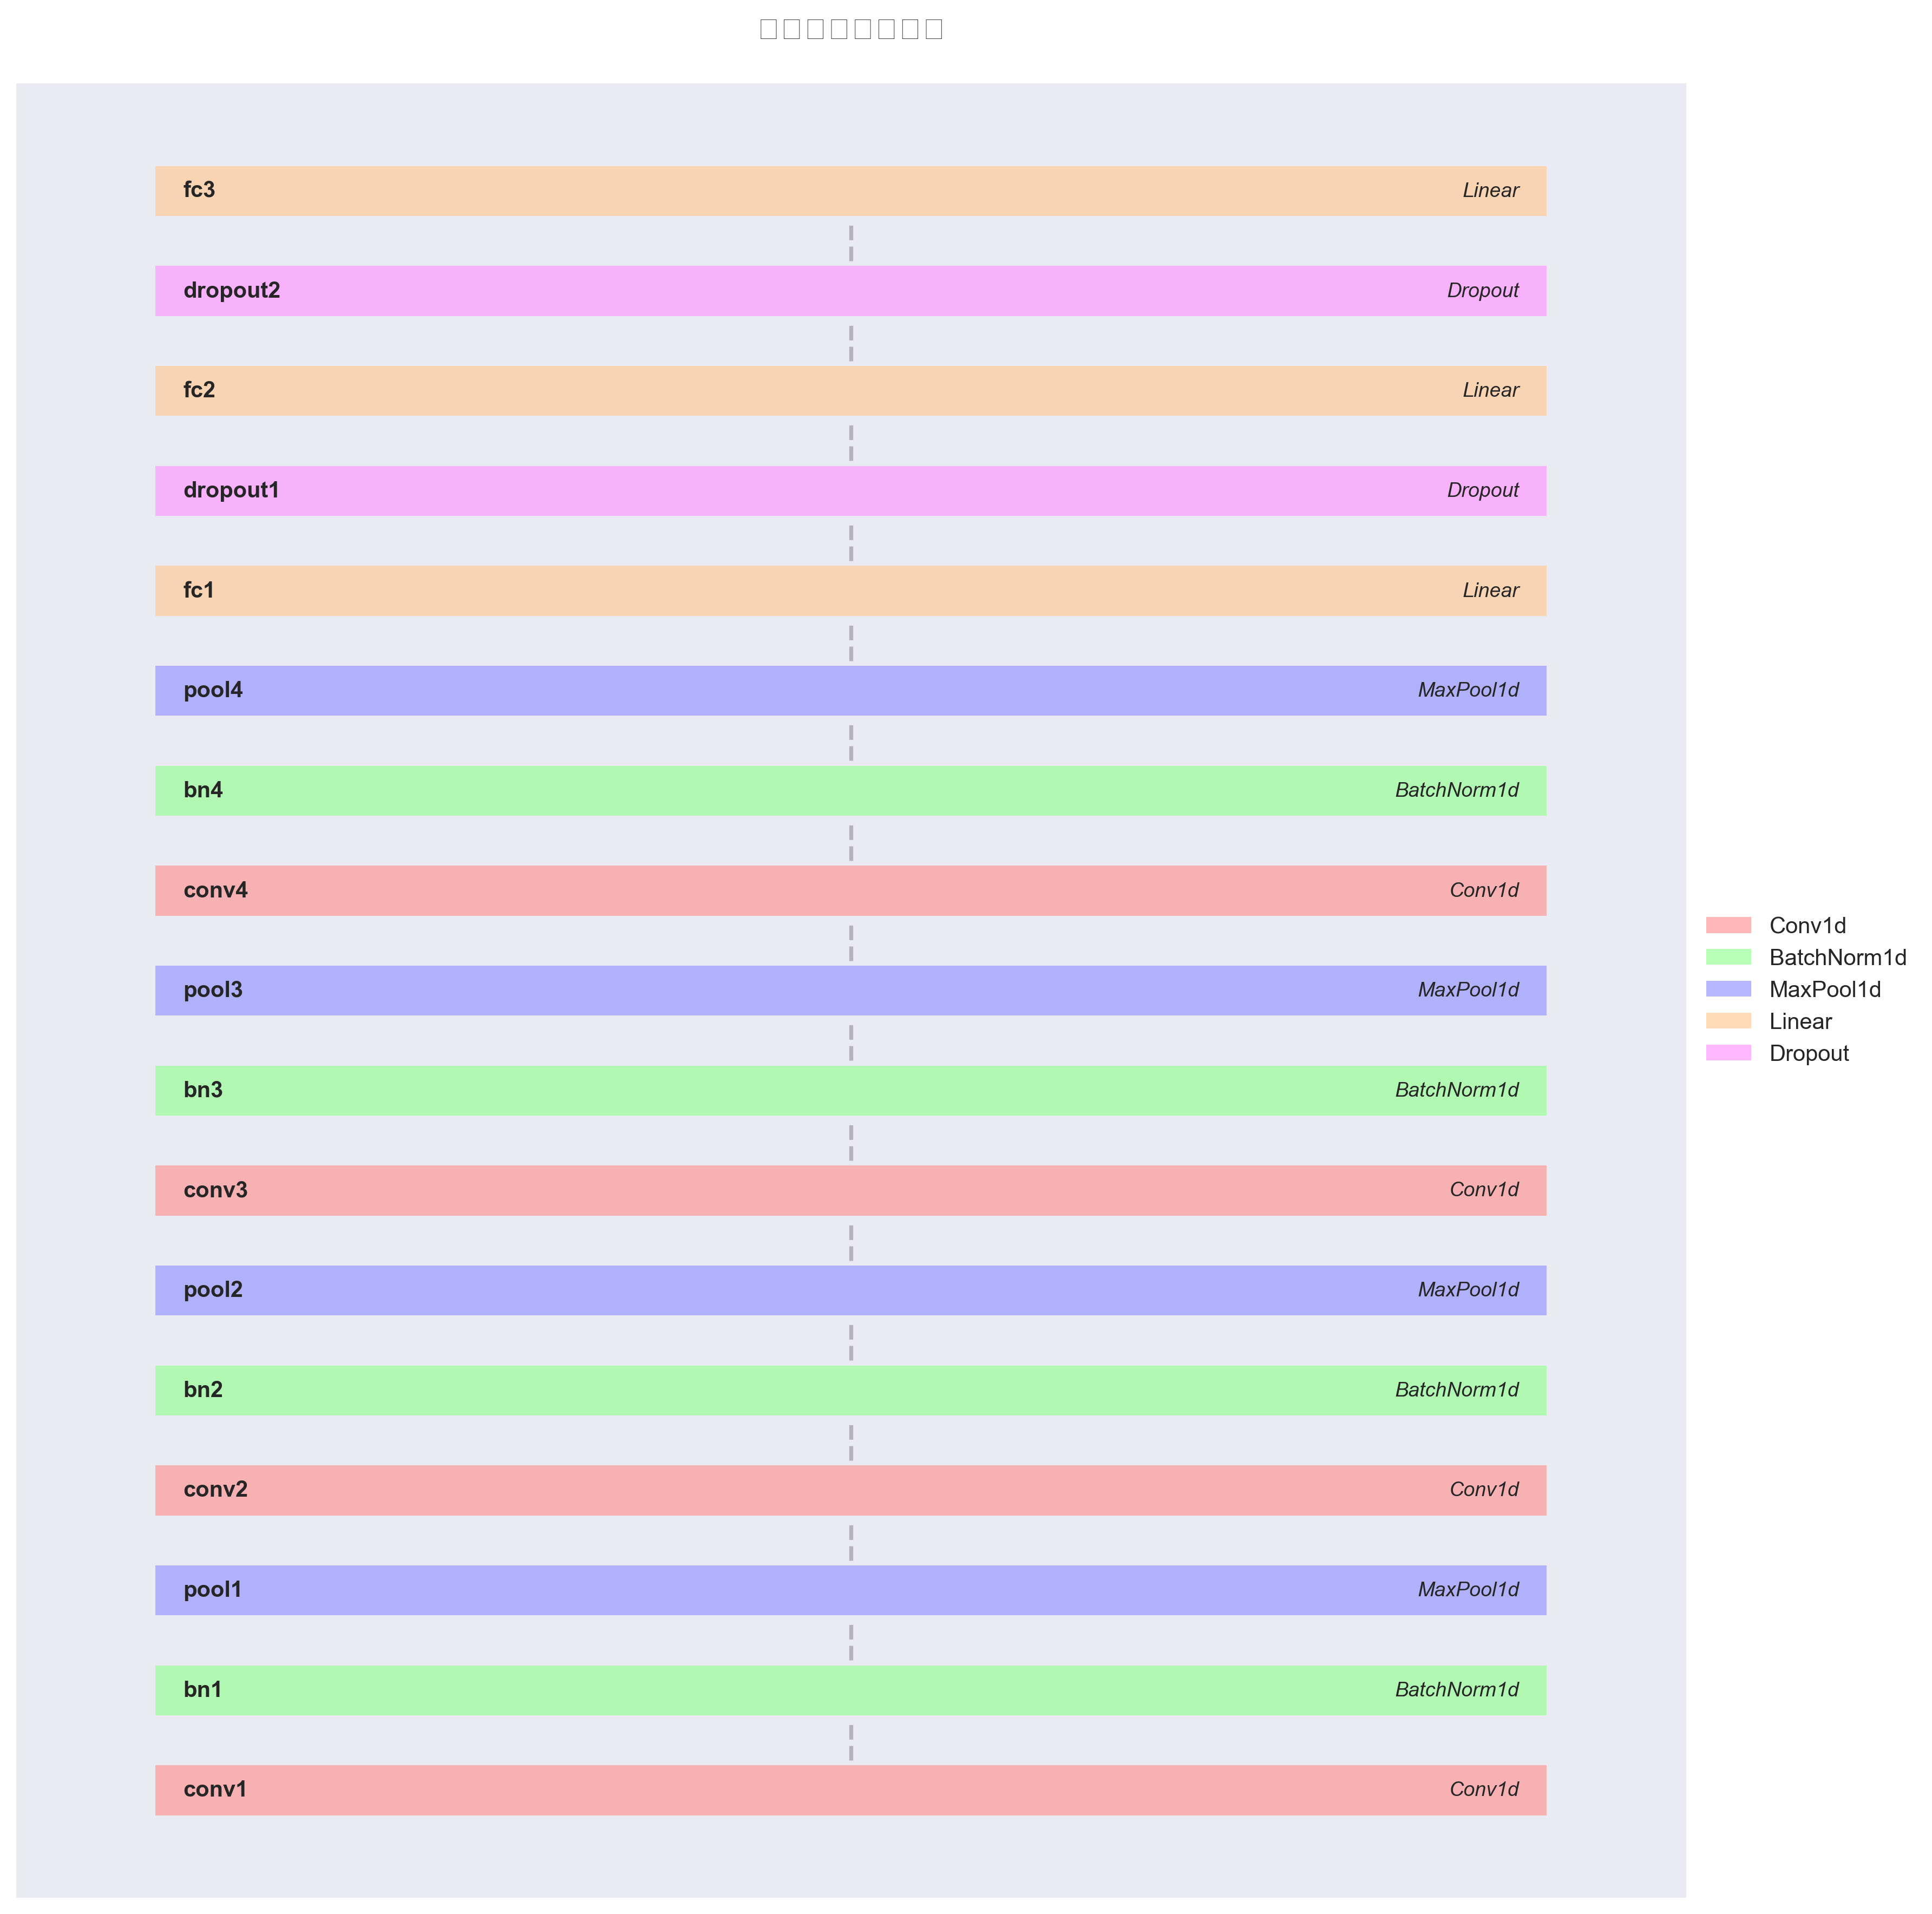 fc3 Linear
dropout2 Dropout
fc2 Linear
dropout1 Dropout
fc1 Linear
pool4 MaxPool1d
bn4 BatchNorm1d
conv4 Conv1d
pool3 MaxPool1d
bn3 BatchNorm1d
conv3 Conv1d
pool2 MaxPool1d
bn2 BatchNorm1d
conv2 Conv1d
pool1 MaxPool1d
bn1 BatchNorm1d
conv1 Conv1d
Conv1d
BatchNorm1d
MaxPool1d
Linear
Dropout